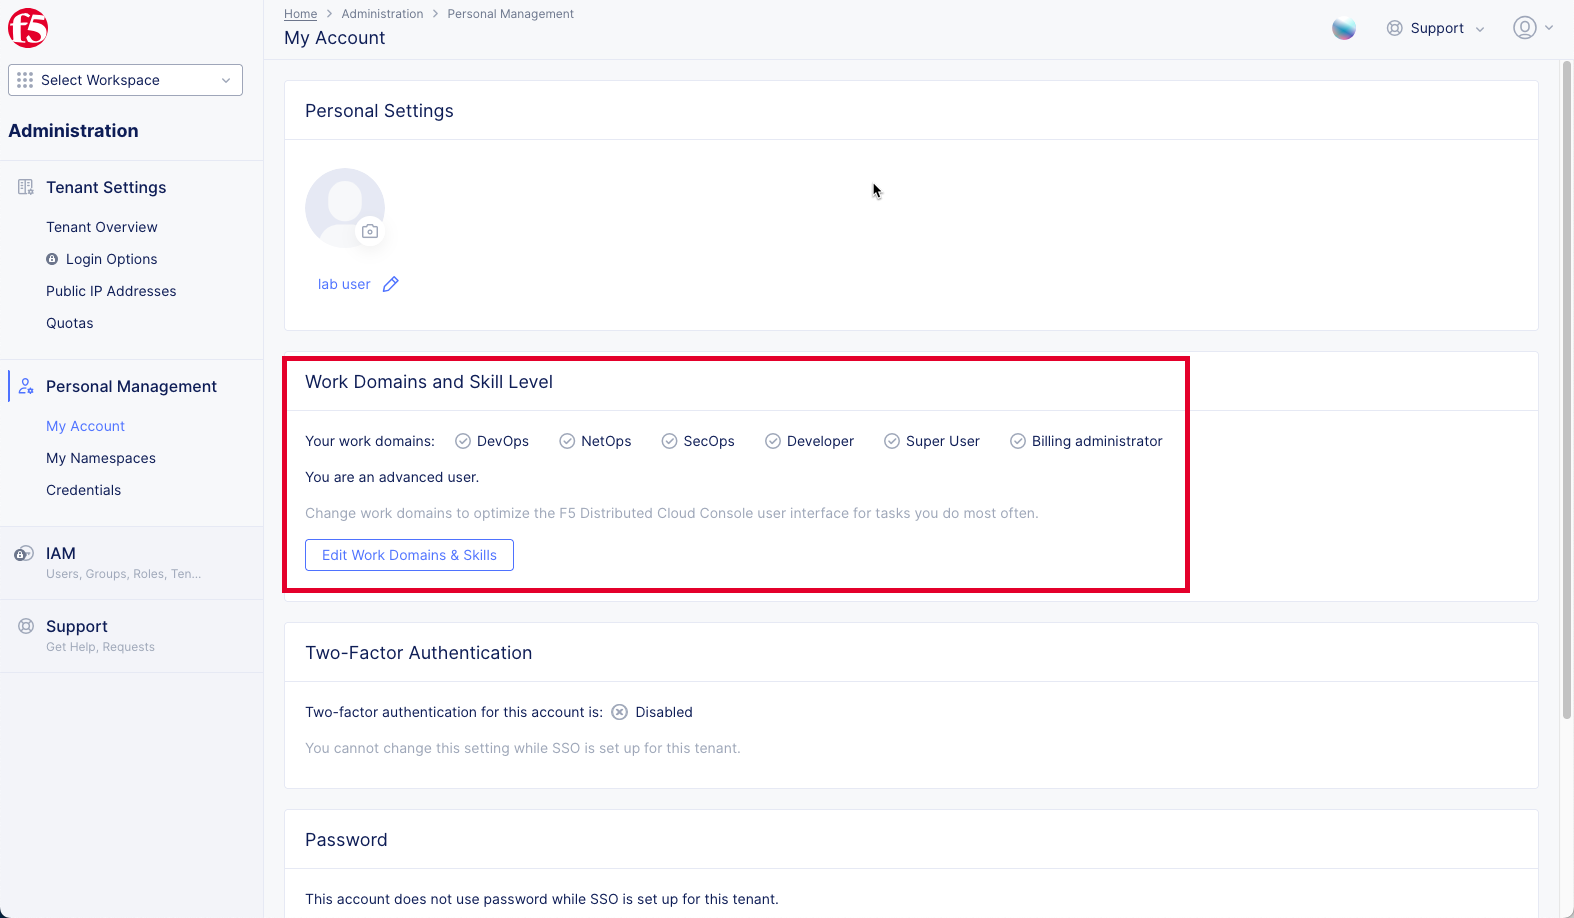 f5
Home > Administration > Personal Management
My Account
Support
Select Workspace
Administration
Tenant Settings
Tenant Overview
Login Options
Public IP Addresses
Quotas
Personal Management
My Account
My Namespaces
Credentials
IAM
Users, Groups, Roles, Ten...
Support
Get Help, Requests
Personal Settings
lab user
Work Domains and Skill Level
Your work domains: DevOps NetOps SecOps Developer Super User Billing administrator
You are an advanced user.
Change work domains to optimize the F5 Distributed Cloud Console user interface for tasks you do most often.
Edit Work Domains & Skills
Two-Factor Authentication
Two-factor authentication for this account is: Disabled
You cannot change this setting while SSO is set up for this tenant.
Password
This account does not use password while SSO is set up for this tenant.